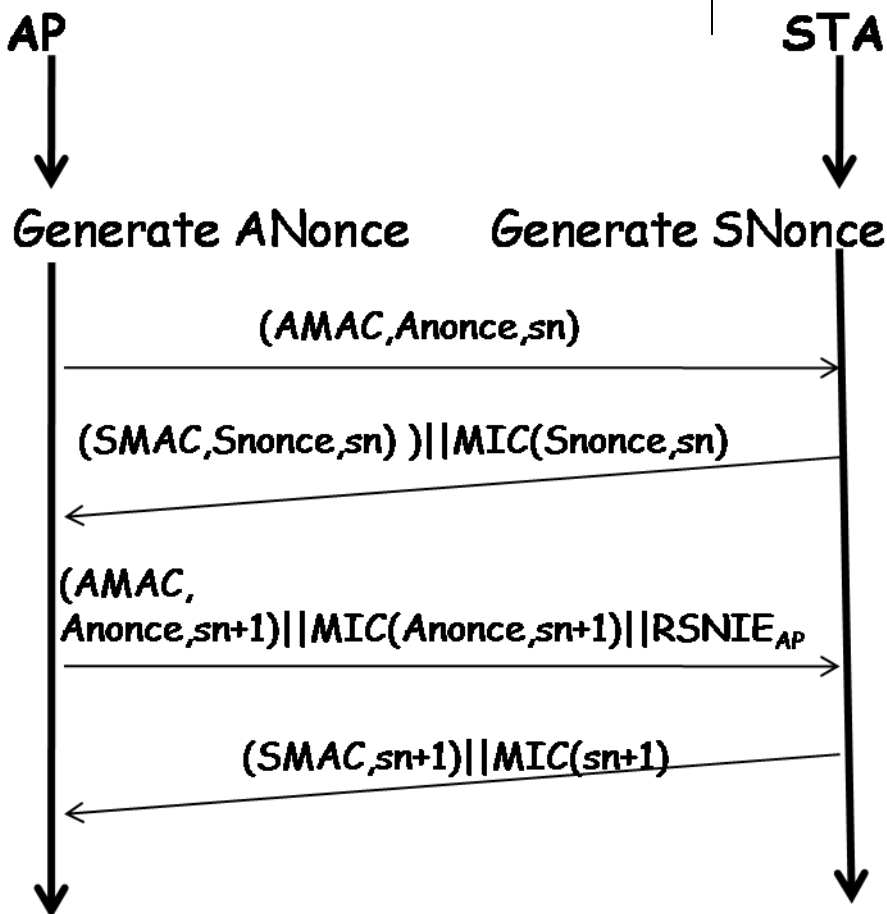 AP
STA
Generate ANonce
Generate SNonce
(AMAC,Anonce,sn)
(SMAC,Snonce,sn) )||MIC(Snonce,sn)
(AMAC,
Anonce,sn+1)||MIC(Anonce,sn+1)||RSNIEAP
(SMAC,sn+1)||MIC(sn+1)